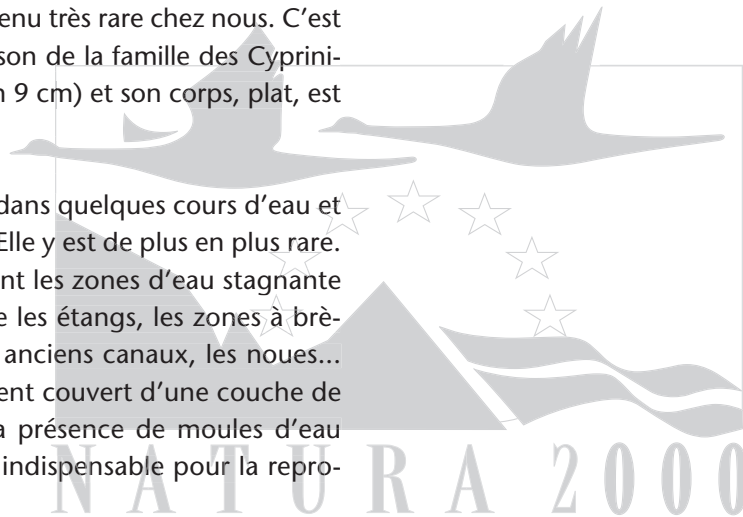 enu très rare chez nous. C’est
son de la famille des Cyprini-
n 9 cm) et son corps, plat, est
dans quelques cours d’eau et
Elle y est de plus en plus rare.
nt les zones d’eau stagnante
e les étangs, les zones à brè-
anciens canaux, les noues...
ent couvert d’une couche de
a présence de moules d’eau
indispensable pour la repro-
NATURA 2000